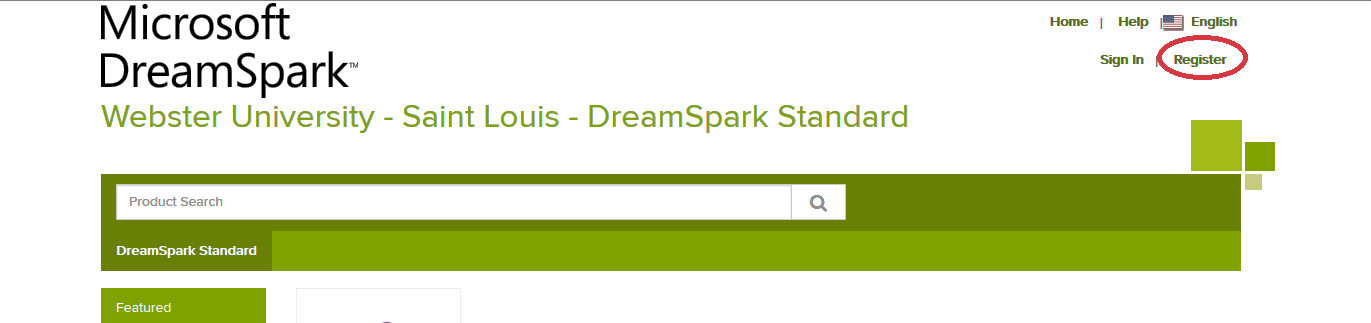 Microsoft
DreamSpark™
Home | Help | English
Sign In | Register
Webster University - Saint Louis - DreamSpark Standard
Product Search
DreamSpark Standard
Featured